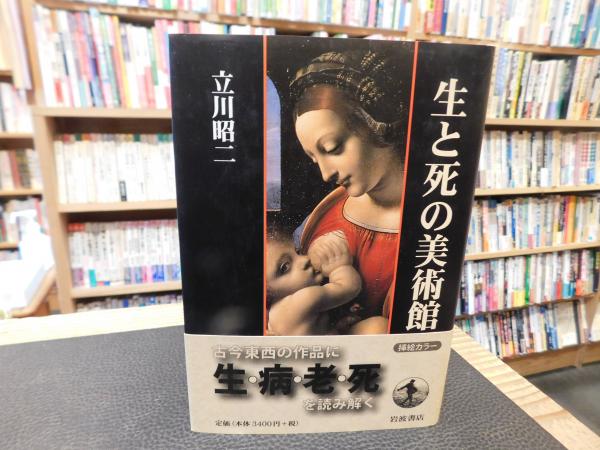 生と死の美術館
立川昭二
古今東西の作品に
生・病・老・死
を読み解く
定価(本体3400円+税)
挿絵カラー
岩波書店